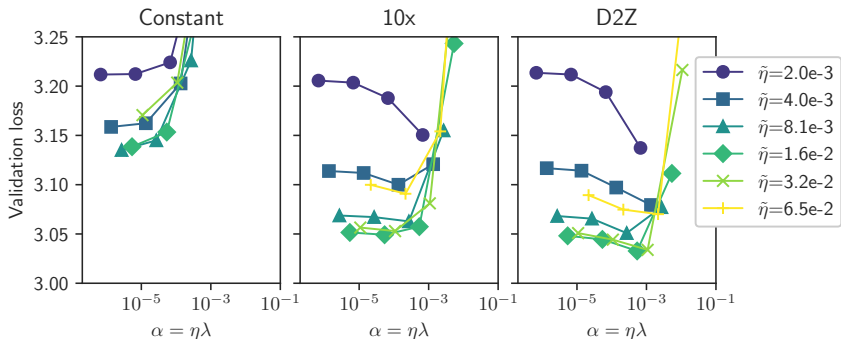 Constant
10x
D2Z
3.25
3.20
3.15
3.10
3.05
3.00
Validation loss
10⁻⁵ 10⁻³ 10⁻¹
10⁻⁵ 10⁻³ 10⁻¹
10⁻⁵ 10⁻³ 10⁻¹
α = ηλ
α = ηλ
α = ηλ
η̃=2.0e-3
η̃=4.0e-3
η̃=8.1e-3
η̃=1.6e-2
η̃=3.2e-2
η̃=6.5e-2